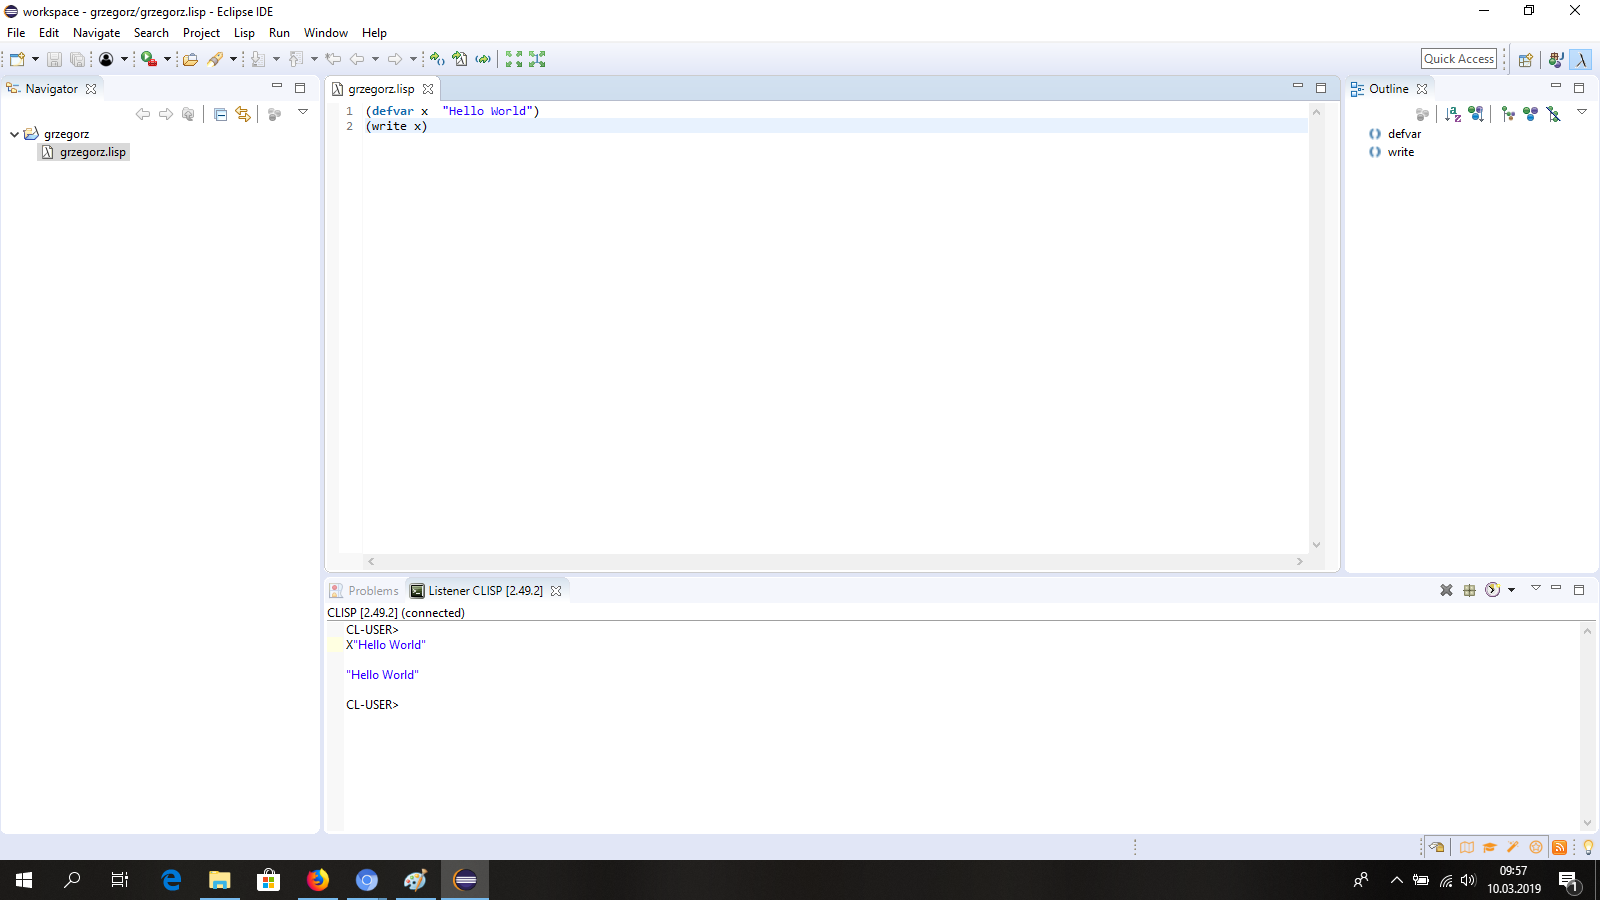 workspace - grzegorz/grzegorz.lisp - Eclipse IDE
File Edit Navigate Search Project Lisp Run Window Help
Quick Access
Navigator
grzegorz
grzegorz.lisp
grzegorz.lisp
1 (defvar x  "Hello World")
2 (write x)
Outline
defvar
write
Problems
Listener CLISP [2.49.2]
CLISP [2.49.2] (connected)
CL-USER>
X"Hello World"
"Hello World"
CL-USER>
09:57
10.03.2019
1